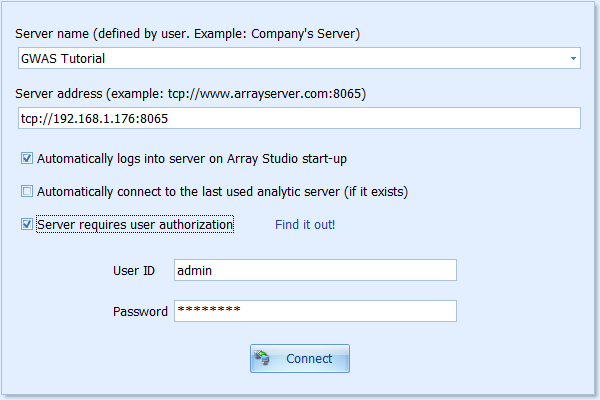 Server name (defined by user. Example: Company's Server)
GWAS Tutorial
Server address (example: tcp://www.arrayserver.com:8065)
tcp://192.168.1.176:8065
Automatically logs into server on Array Studio start-up
Automatically connect to the last used analytic server (if it exists)
Server requires user authorization Find it out!
User ID admin
Password ********
Connect